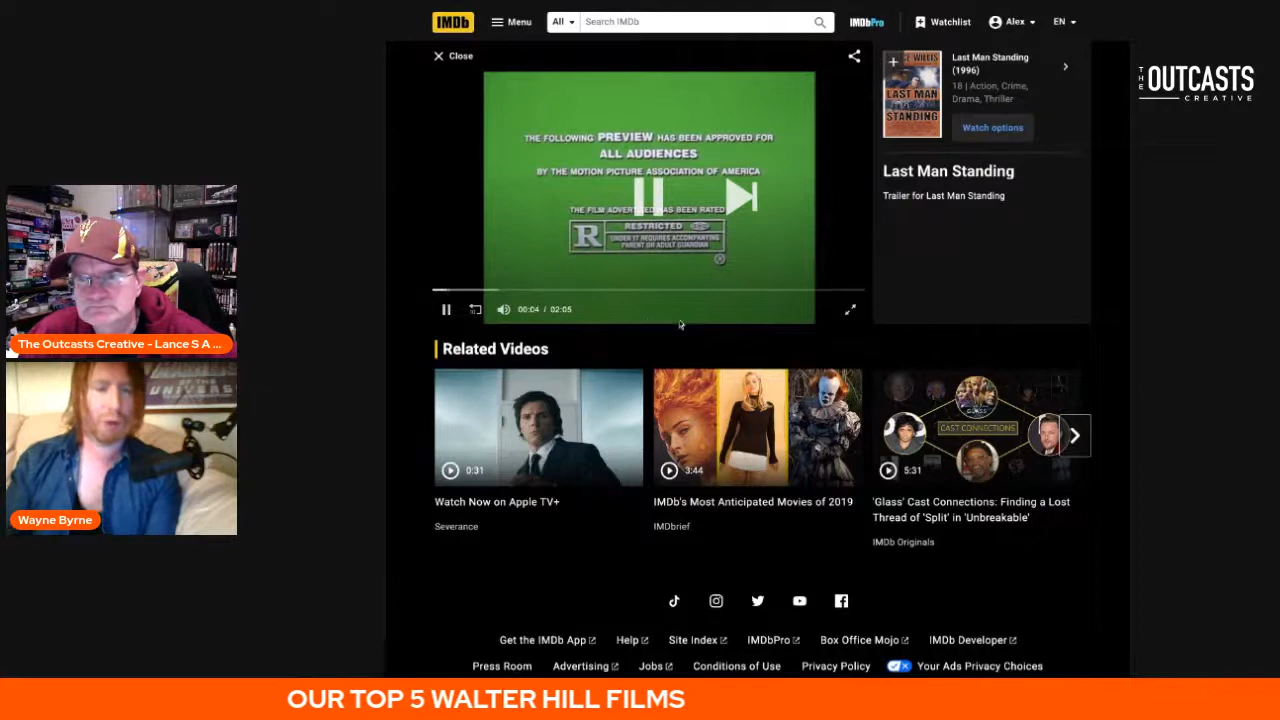 IMDb
Menu
All
Search IMDb
IMDbPro
Watchlist
Alex
EN
Close
THE FOLLOWING PREVIEW HAS BEEN APPROVED FOR
ALL AUDIENCES
BY THE MOTION PICTURE ASSOCIATION OF AMERICA
THE FILM ADVERTISED HAS BEEN RATED
R
RESTRICTED
UNDER 17 REQUIRES ACCOMPANYING
PARENT OR ADULT GUARDIAN
00:04 / 02:05
LAST MAN
STANDING
Last Man Standing
(1996)
18 | Action, Crime,
Drama, Thriller
Watch options
Last Man Standing
Trailer for Last Man Standing
THE OUTCASTS
CREATIVE
The Outcasts Creative - Lance S A ...
UNIVERS
Wayne Byrne
Related Videos
0:31
Watch Now on Apple TV+
Severance
3:44
IMDb's Most Anticipated Movies of 2019
IMDbrief
GLASS
CAST CONNECTIONS
5:31
'Glass' Cast Connections: Finding a Lost
Thread of 'Split' in 'Unbreakable'
IMDb Originals
Get the IMDb App
Help
Site Index
IMDbPro
Box Office Mojo
IMDb Developer
Press Room
Advertising
Jobs
Conditions of Use
Privacy Policy
Your Ads Privacy Choices
OUR TOP 5 WALTER HILL FILMS